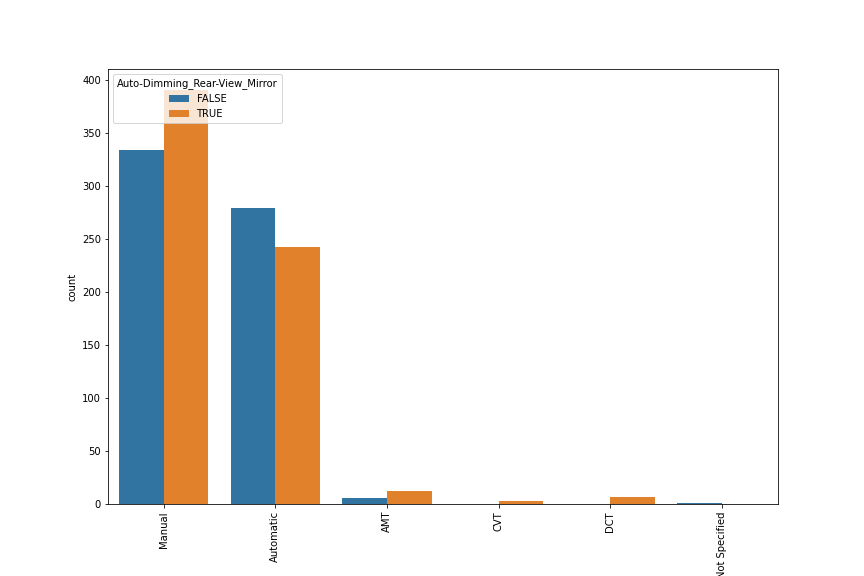 Auto-Dimming_Rear-View_Mirror
FALSE
TRUE
400
350
300
250
200
150
100
50
0
count
Manual
Automatic
AMT
CVT
DCT
Not Specified